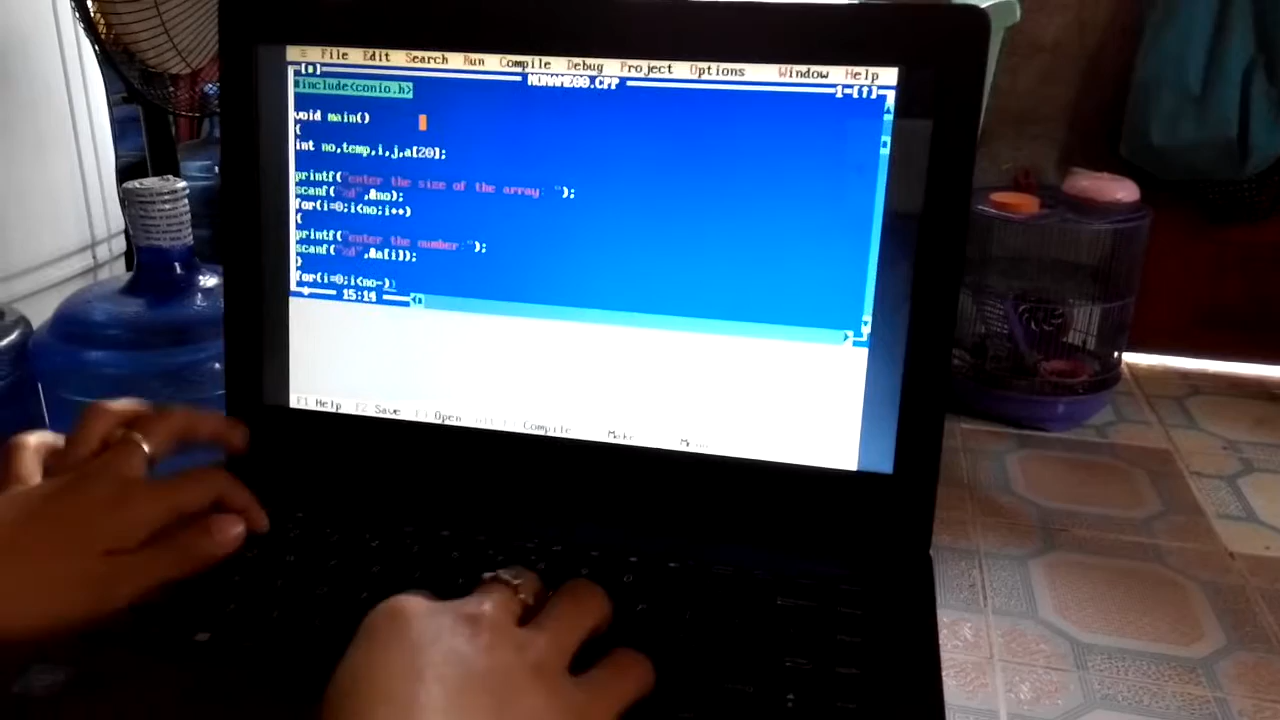 ≡ File Edit Search Run Compile Debug Project Options Window Help
NONAME00.CPP
1=[↑]
#include<conio.h>
void main()
{
int no,temp,i,j,a[20];
printf("enter the size of the array: ");
scanf("%d",&no);
for(i=0;i<no;i++)
{
printf("enter the number:");
scanf("%d",&a[i]);
}
for(i=0;i<no-)
15:14
F1 Help F2 Save Open Compile Make